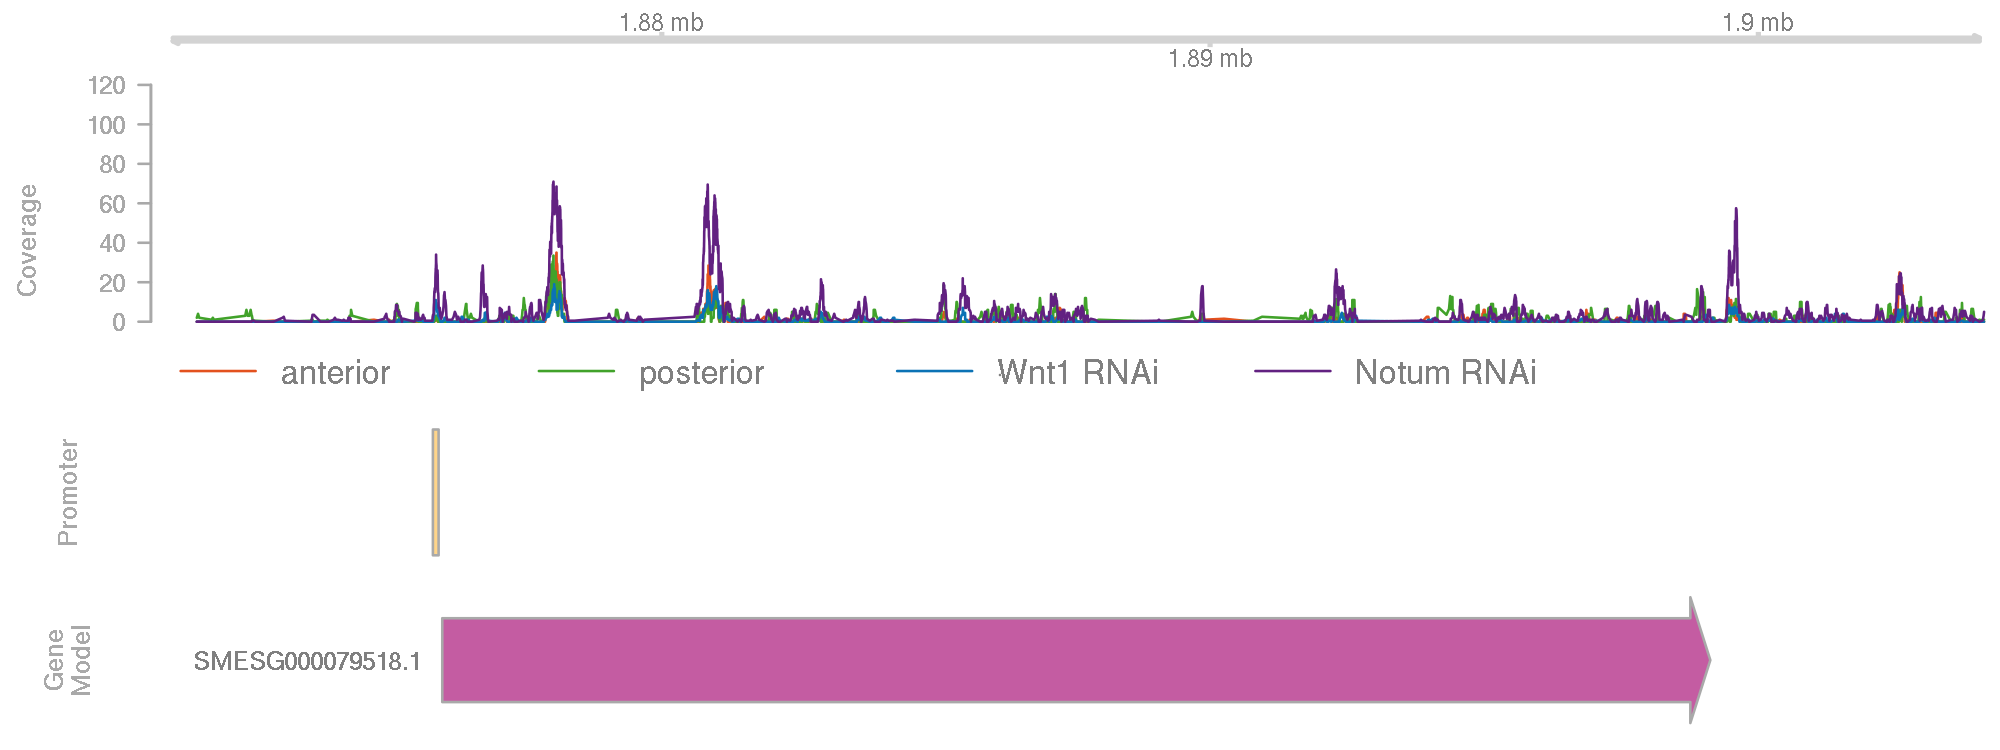 1.88 mb
1.9 mb
1.89 mb
120
100
80
60
40
20
0
Coverage
anterior
posterior
Wnt1 RNAi
Notum RNAi
Promoter
Gene
Model
SMESG000079518.1